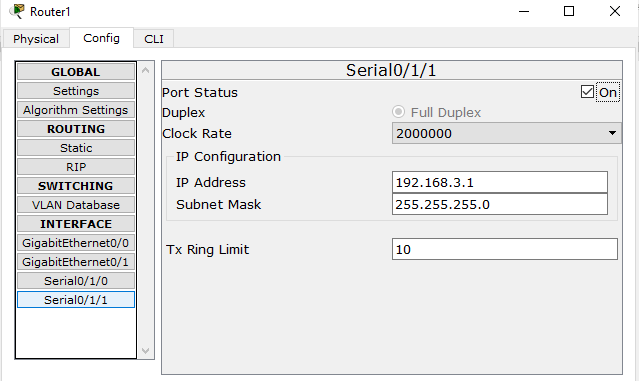 Router1
Physical Config CLI
GLOBAL
Settings
Algorithm Settings
ROUTING
Static
RIP
SWITCHING
VLAN Database
INTERFACE
GigabitEthernet0/0
GigabitEthernet0/1
Serial0/1/0
Serial0/1/1
Serial0/1/1
Port Status On
Duplex Full Duplex
Clock Rate 2000000
IP Configuration
IP Address 192.168.3.1
Subnet Mask 255.255.255.0
Tx Ring Limit 10